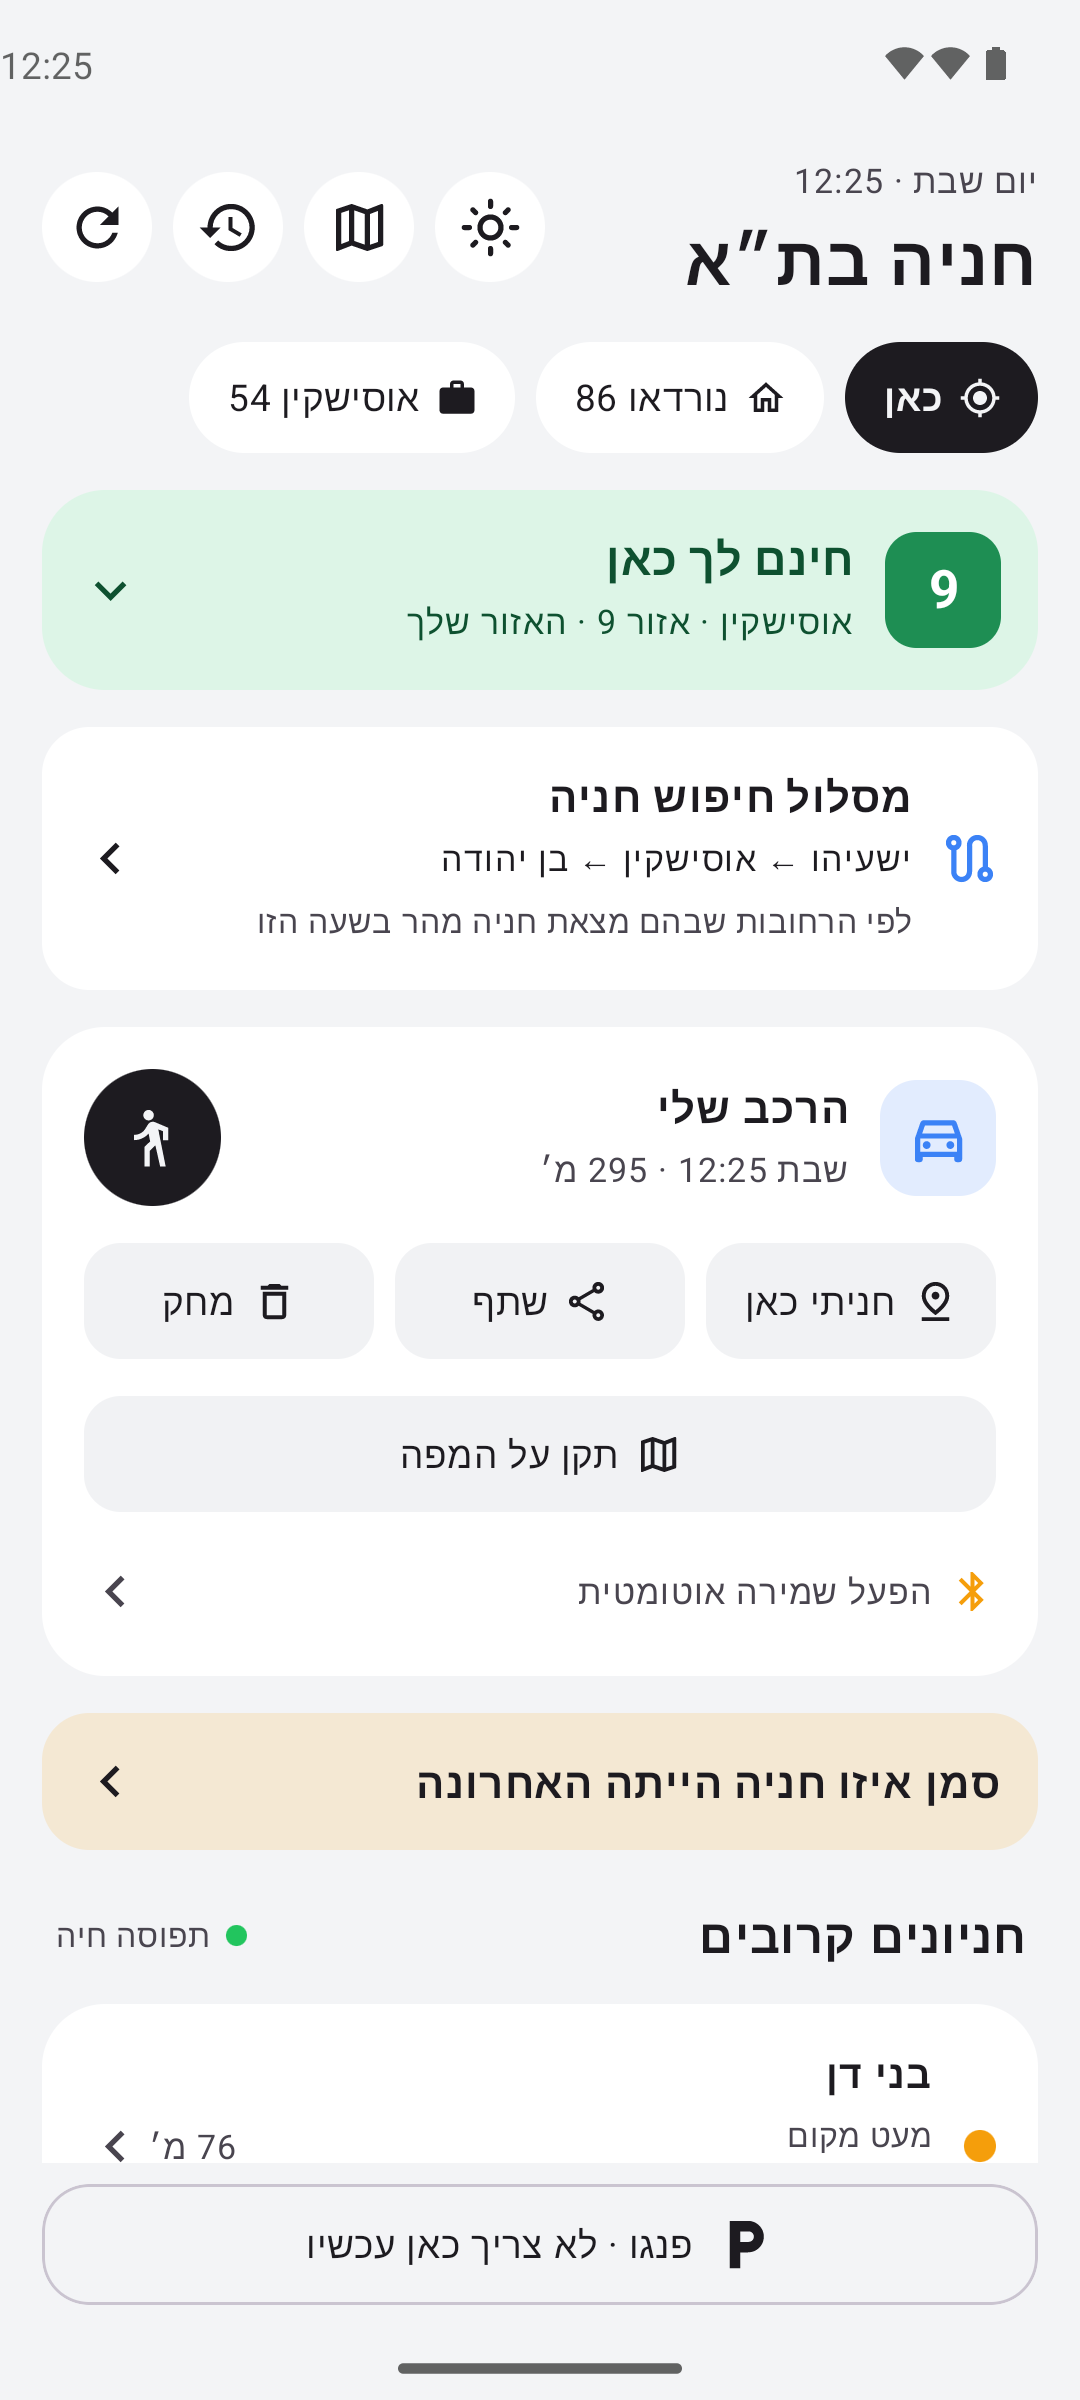 12:25
יום שבת · 12:25
חניה בת״א
כאן
נורדאו 86
אוסישקין 54
9
חינם לך כאן
אוסישקין · אזור 9 · האזור שלך
מסלול חיפוש חניה
ישעיהו ← אוסישקין ← בן יהודה
לפי הרחובות שבהם מצאת חניה מהר בשעה הזו
הרכב שלי
שבת 12:25 · 295 מ׳
חניתי כאן
שתף
מחק
תקן על המפה
הפעל שמירה אוטומטית
סמן איזו חניה הייתה האחרונה
חניונים קרובים
תפוסה חיה
בני דן
מעט מקום
76 מ׳
P פנגו · לא צריך כאן עכשיו